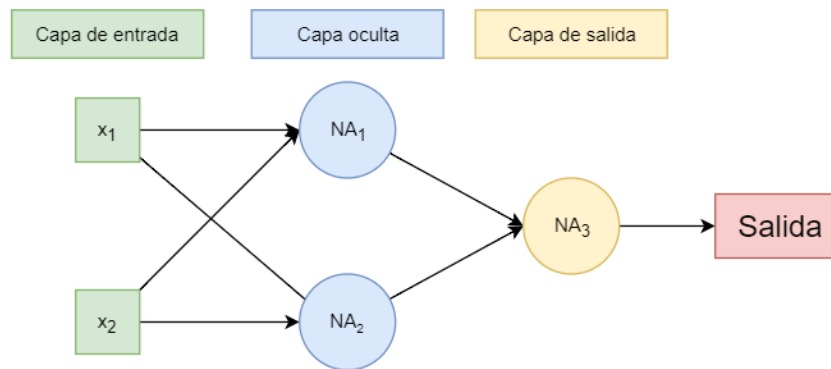 Capa de entrada
Capa oculta
Capa de salida
x₁
NA₁
NA₃
Salida
x₂
NA₂